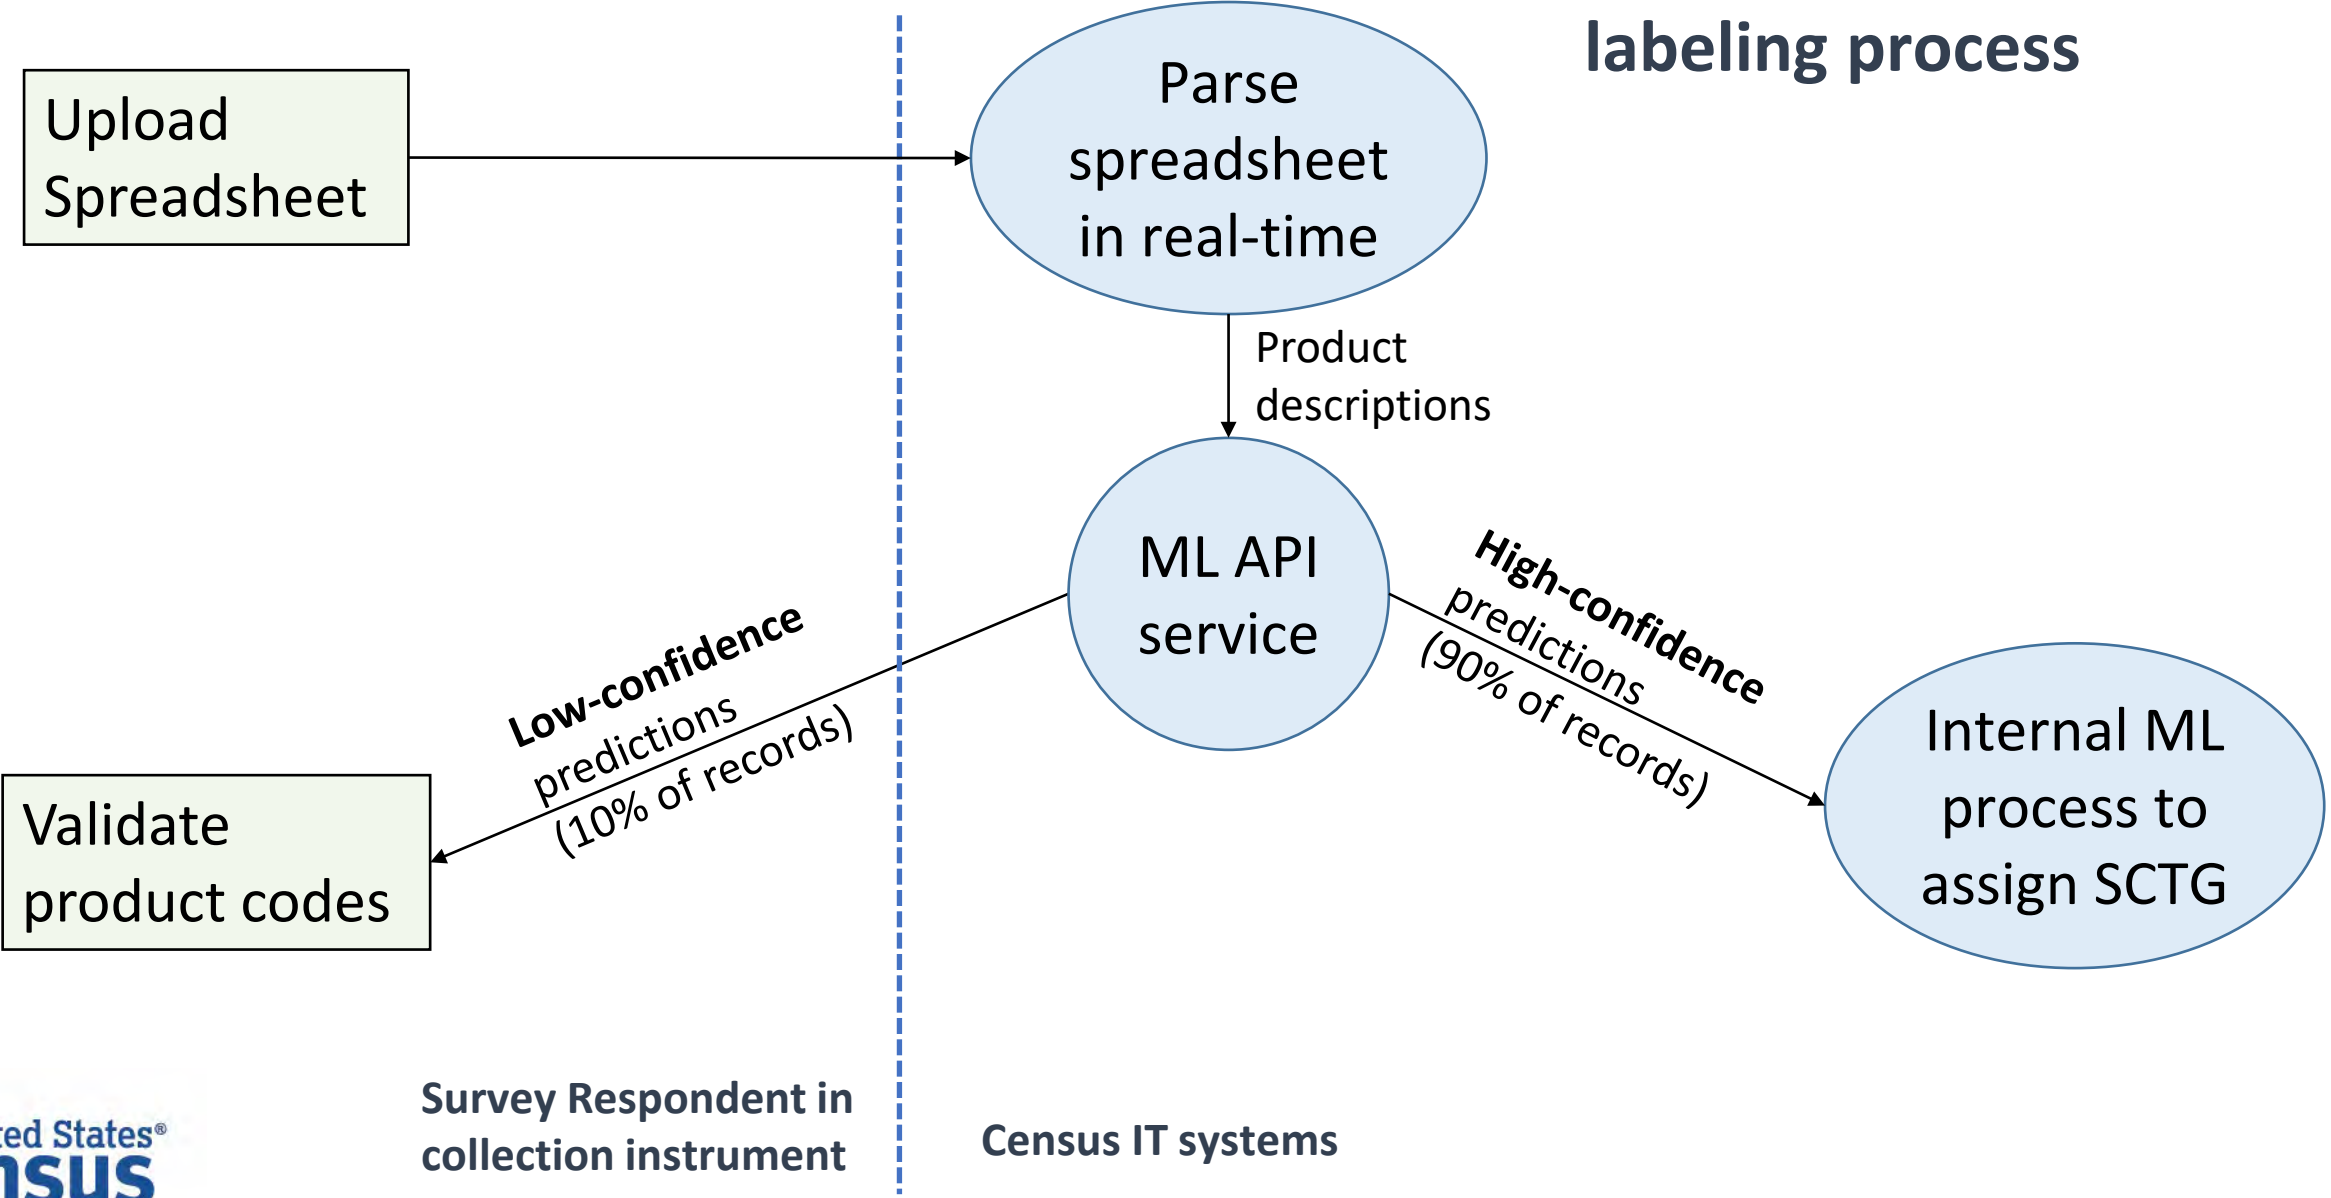 labeling process
Upload
Spreadsheet
Parse
spreadsheet
in real-time
Product
descriptions
ML API
service
Low-confidence
predictions
(10% of records)
High-confidence
predictions
(90% of records)
Validate
product codes
Internal ML
process to
assign SCTG
Survey Respondent in
collection instrument
Census IT systems
States®